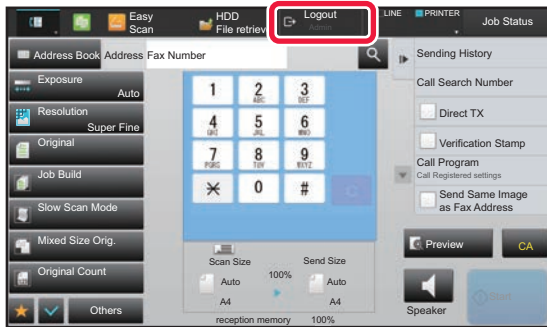 Easy
Scan
HDD
File retriev
Logout
Admin
LINE
PRINTER
Job Status
Address Book
Address
Fax Number
Sending History
Call Search Number
Direct TX
Verification Stamp
Call Program
Call Registered settings
Send Same Image
as Fax Address
Preview
CA
Speaker
Start
Exposure
Auto
Resolution
Super Fine
Original
Job Build
Slow Scan Mode
Mixed Size Orig.
Original Count
Others
1
2
ABC
3
DEF
4
GHI
5
JKL
6
MNO
7
PQRS
8
TUV
9
WXYZ
0
#
C
Scan Size
Send Size
100%
Auto
Auto
A4
A4
reception memory 100%